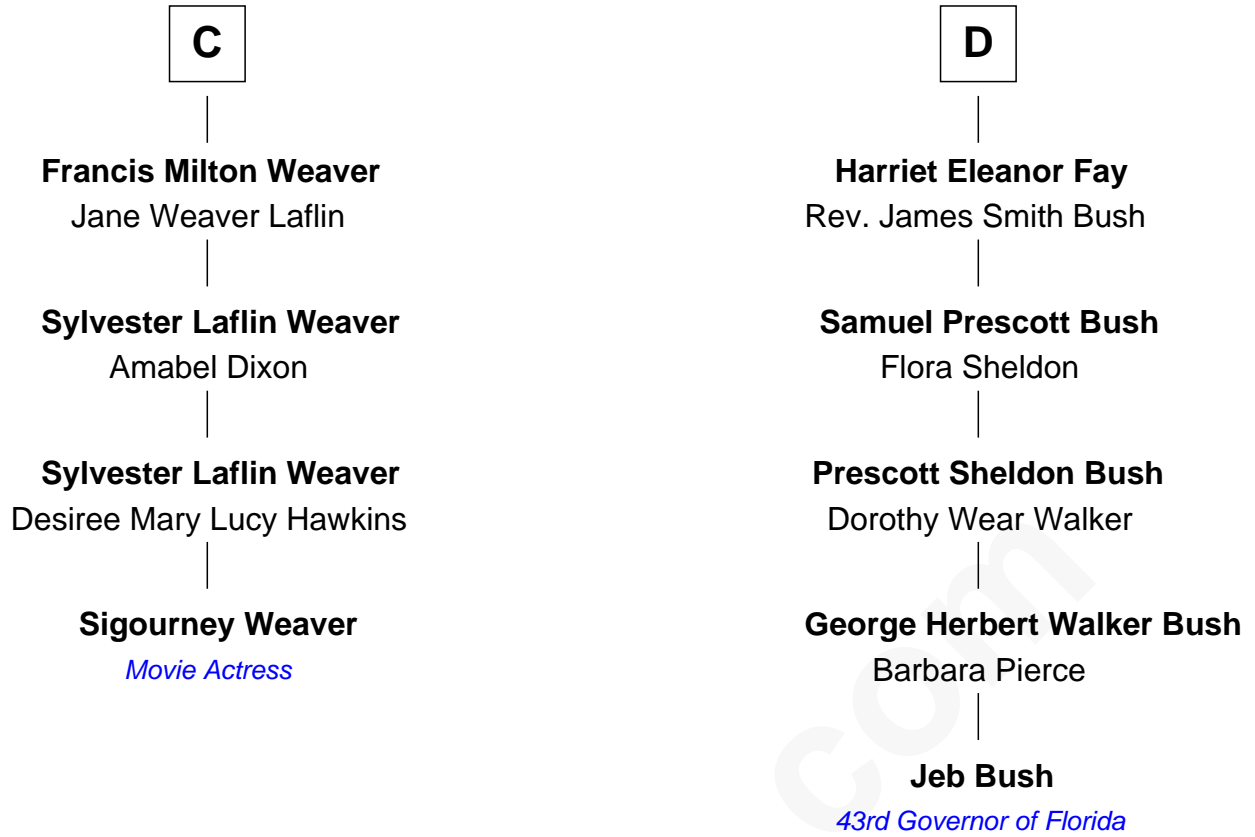 C
Francis Milton Weaver
Jane Weaver Laflin
Sylvester Laflin Weaver
Amabel Dixon
Sylvester Laflin Weaver
Desiree Mary Lucy Hawkins
Sigourney Weaver
Movie Actress
D
Harriet Eleanor Fay
Rev. James Smith Bush
Samuel Prescott Bush
Flora Sheldon
Prescott Sheldon Bush
Dorothy Wear Walker
George Herbert Walker Bush
Barbara Pierce
Jeb Bush
43rd Governor of Florida
com